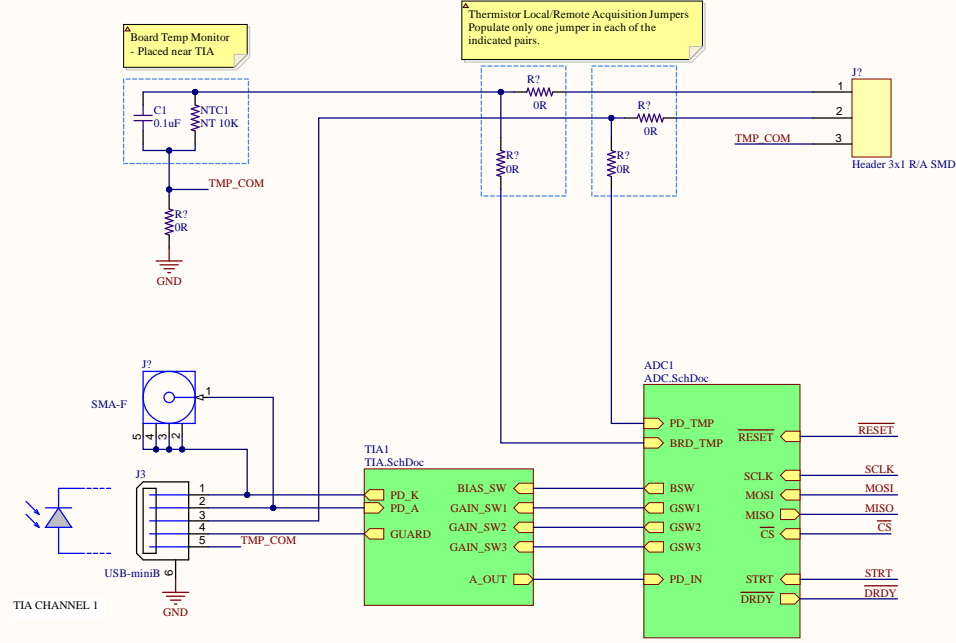 Board Temp Monitor
- Placed near TIA
Thermistor Local/Remote Acquisition Jumpers
Populate only one jumper in each of the
indicated pairs.
C1
0.1uF
NTC1
NT 10K
TMP_COM
R?
0R
GND
R?
0R
R?
0R
R?
0R
R?
0R
J?
1
2
3
TMP_COM
Header 3x1 R/A SMD
J?
SMA-F
1
5
4
3
2
J3
1
2
3
4
5
6
TMP_COM
USB-miniB
GND
TIA CHANNEL 1
TIA1
TIA.SchDoc
PD_K
PD_A
GUARD
BIAS_SW
GAIN_SW1
GAIN_SW2
GAIN_SW3
A_OUT
ADC1
ADC.SchDoc
PD_TMP
BRD_TMP
BSW
GSW1
GSW2
GSW3
PD_IN
RESET
SCLK
MOSI
MISO
CS
STRT
DRDY
RESET
SCLK
MOSI
MISO
CS
STRT
DRDY